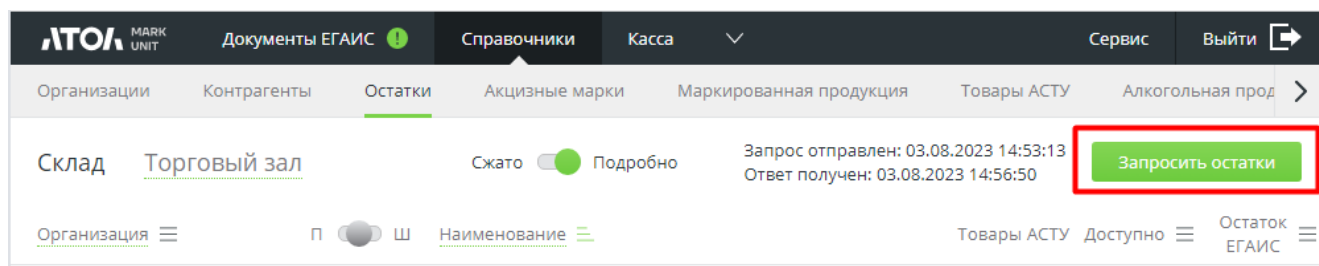 АТОЛ MARK UNIT Документы ЕГАИС ! Справочники Касса Сервис Выйти
Организации Контрагенты Остатки Акцизные марки Маркированная продукция Товары АСТУ Алкогольная прод
Склад Торговый зал Сжато Подробно Запрос отправлен: 03.08.2023 14:53:13
Ответ получен: 03.08.2023 14:56:50
Запросить остатки
Организация П Ш Наименование Товары АСТУ Доступно Остаток ЕГАИС